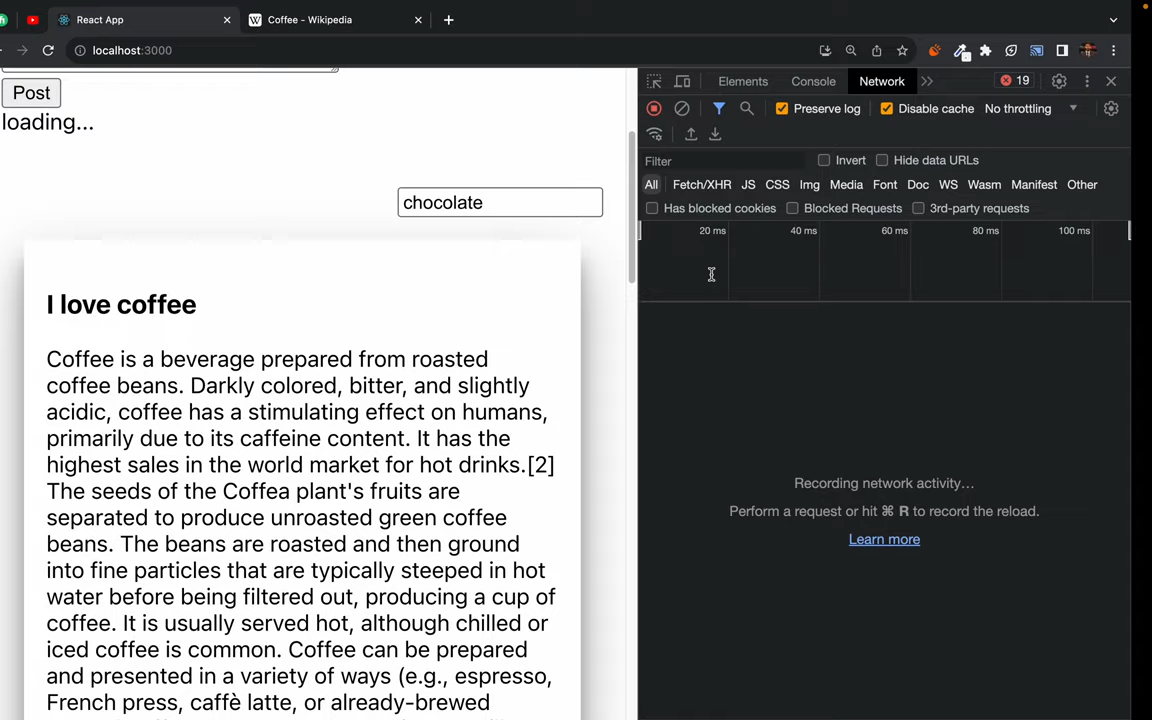 React App
Coffee - Wikipedia
localhost:3000
Post
loading...
chocolate
I love coffee
Coffee is a beverage prepared from roasted
coffee beans. Darkly colored, bitter, and slightly
acidic, coffee has a stimulating effect on humans,
primarily due to its caffeine content. It has the
highest sales in the world market for hot drinks.[2]
The seeds of the Coffea plant's fruits are
separated to produce unroasted green coffee
beans. The beans are roasted and then ground
into fine particles that are typically steeped in hot
water before being filtered out, producing a cup of
coffee. It is usually served hot, although chilled or
iced coffee is common. Coffee can be prepared
and presented in a variety of ways (e.g., espresso,
French press, caffè latte, or already-brewed
Elements Console Network 19
Preserve log Disable cache No throttling
Filter Invert Hide data URLs
All Fetch/XHR JS CSS Img Media Font Doc WS Wasm Manifest Other
Has blocked cookies Blocked Requests 3rd-party requests
20 ms 40 ms 60 ms 80 ms 100 ms
Recording network activity…
Perform a request or hit ⌘ R to record the reload.
Learn more